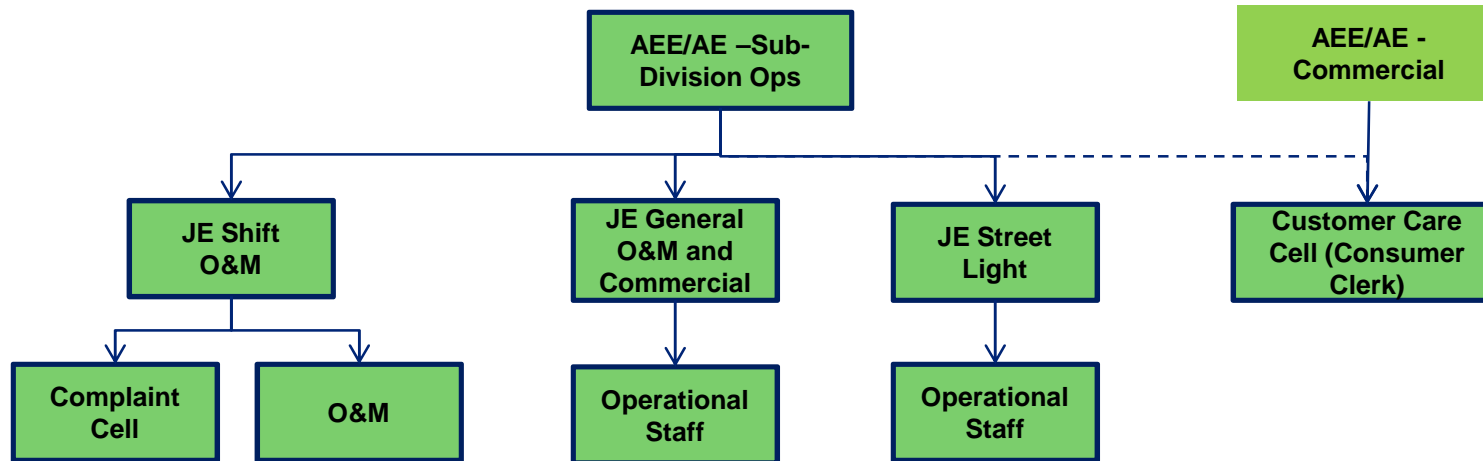 AEE/AE –Sub-
Division Ops
AEE/AE -
Commercial
JE Shift
O&M
JE General
O&M and
Commercial
JE Street
Light
Customer Care
Cell (Consumer
Clerk)
Complaint
Cell
O&M
Operational
Staff
Operational
Staff